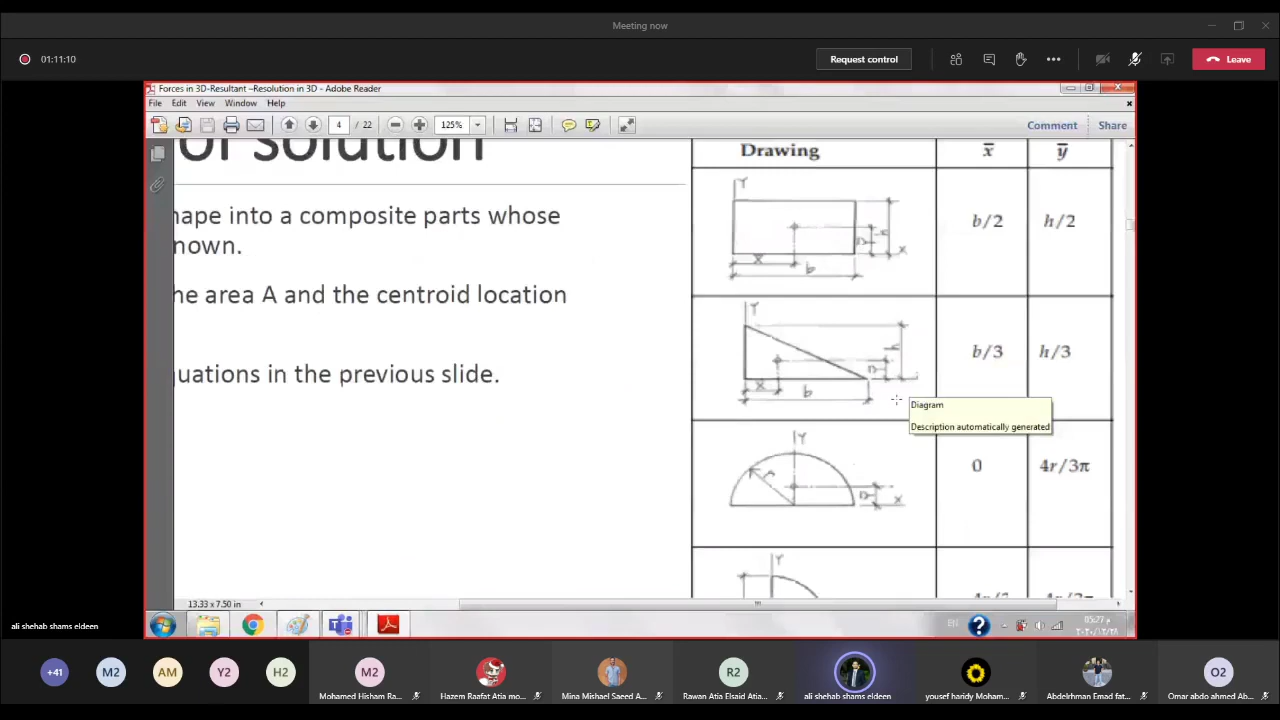 Meeting now
01:11:10
Request control
Leave
Forces in 3D-Resultant –Resolution in 3D - Adobe Reader
File Edit View Window Help
4 / 22
125%
Comment
Share
of solution
hape into a composite parts whose
nown.
he area A and the centroid location
quations in the previous slide.
Drawing
x̅
y̅
Y
h
x
X
b
b/2
h/2
Y
h
X
b
b/3
h/3
Diagram
Description automatically generated
Y
r
X
0
4r/3π
Y
13.33 x 7.50 in
EN
ali shehab shams eldeen
+41
M2
AM
Y2
H2
M2
R2
O2
Mohamed Hisham Ra...
Hazem Raafat Atia mo...
Mina Mishael Saeed A...
Rawan Atia Elsaid Atia...
ali shehab shams eldeen
yousef haridy Moham...
Abdelrhman Emad fat...
Omar abdo ahmed Ab...